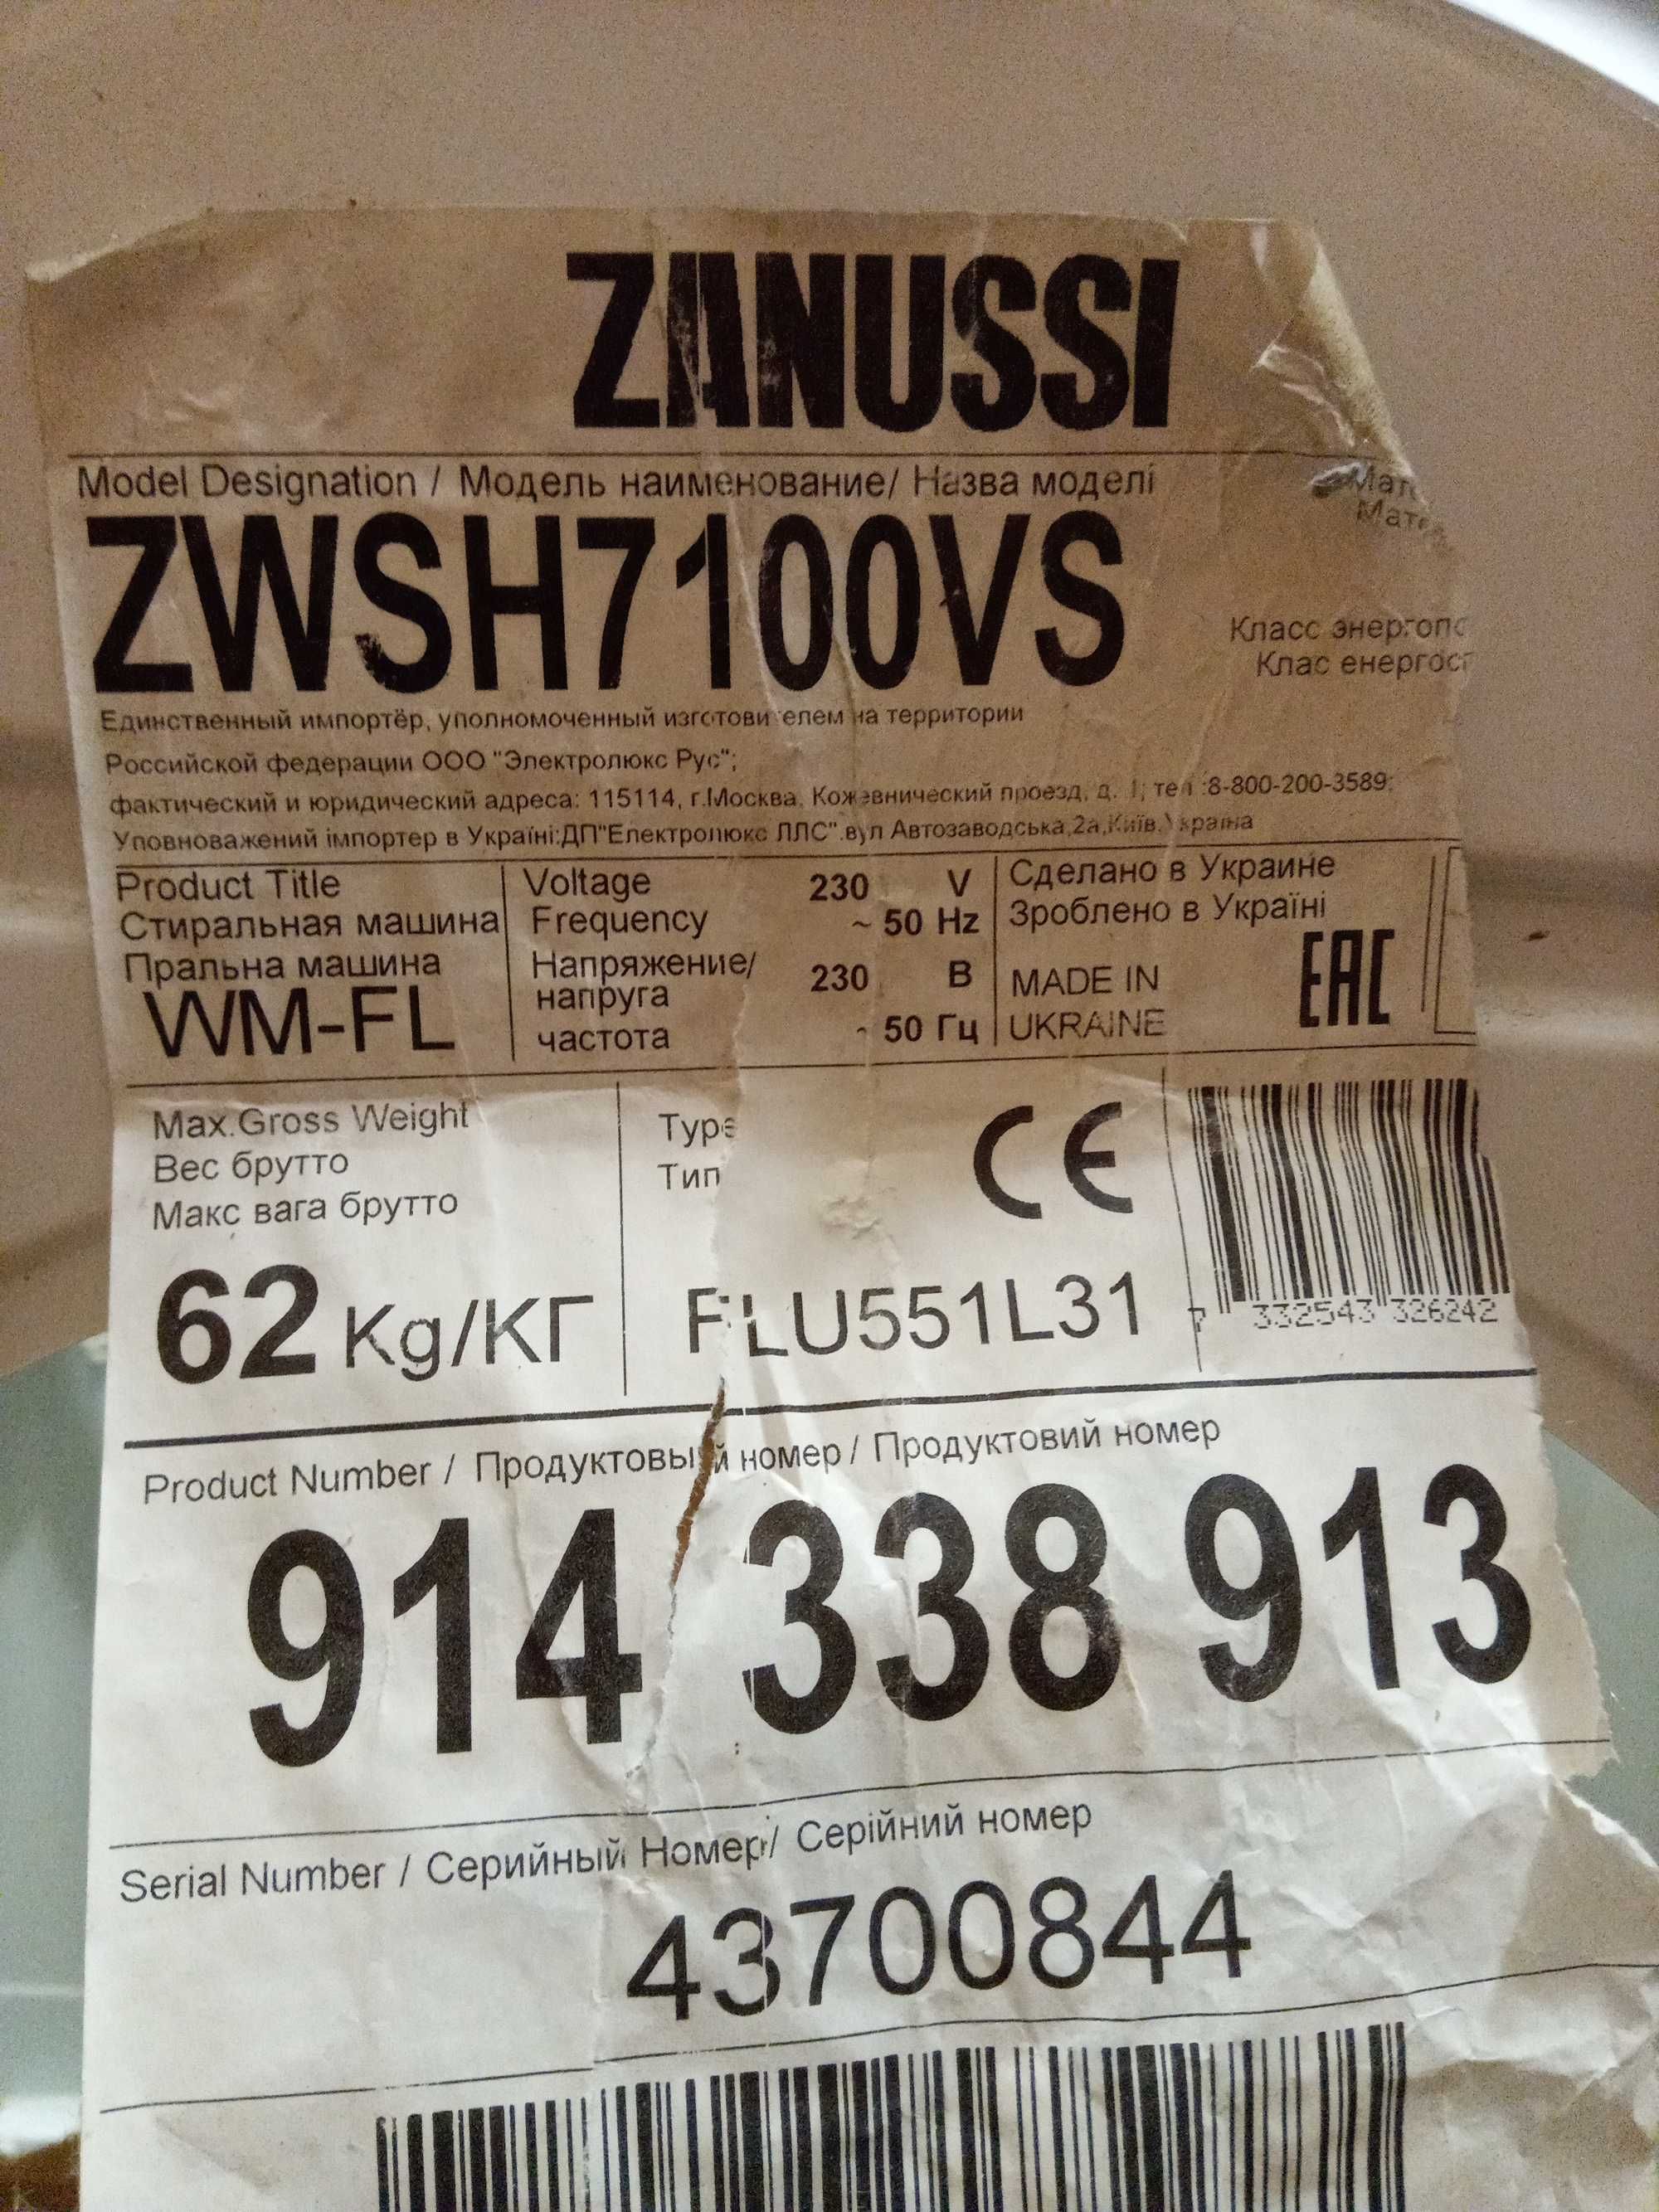 ZANUSSI
Model Designation / Модель наименование/ Назва моделі
ZWSH7100VS
Класс
Клас
Единственный импортёр, уполномоченный изготовителем на территории
Российской федерации ООО "Электролюкс Рус";
фактический и юридический адреса: 115114, г.Москва, Кожевнический проезд, д. 1; тел :8-800-200-3589;
Уповноважений імпортер в Україні:ДП"Електролюкс ЛЛС".вул Автозаводська,2а,Київ,Україна
Product Title
Стиральная машина
Пральна машина
WM-FL
Voltage 230 V
Frequency ~ 50 Hz
Напряжение/
напруга 230 В
частота ~ 50 Гц
Сделано в Украине
Зроблено в Україні
MADE IN
UKRAINE
EAC
Max.Gross Weight
Вес брутто
Макс вага брутто
62 Kg/КГ
Type
Тип
CE
FLU551L31
7 332543 326242
Product Number / Продуктовый номер / Продуктовий номер
914 338 913
Serial Number / Серийный Номер/ Серійний номер
43700844